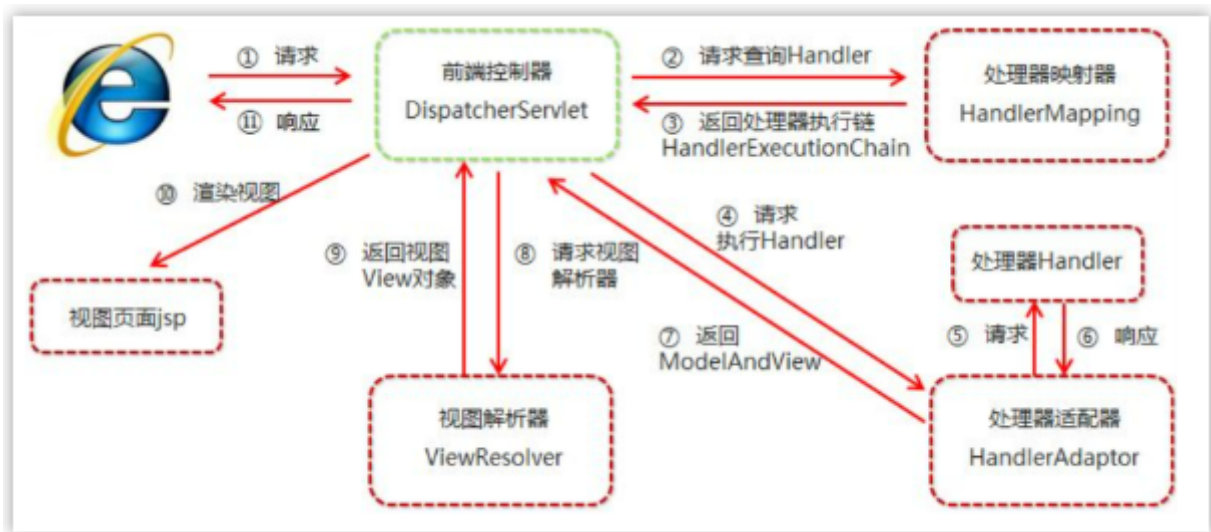 ① 请求
⑪ 响应
前端控制器
DispatcherServlet
② 请求查询Handler
③ 返回处理器执行链
HandlerExecutionChain
处理器映射器
HandlerMapping
⑩ 渲染视图
④ 请求
执行Handler
⑨ 返回视图
View对象
⑧ 请求视图
解析器
处理器Handler
视图页面jsp
⑤ 请求
⑥ 响应
⑦ 返回
ModelAndView
视图解析器
ViewResolver
处理器适配器
HandlerAdaptor